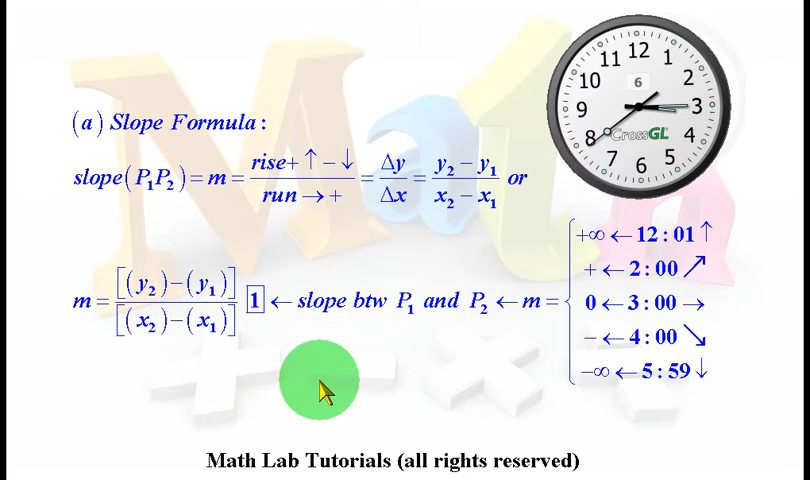 (a) Slope Formula:
slope(P₁P₂) = m = rise+ ↑ − ↓ / run → + = Δy / Δx = y₂ − y₁ / x₂ − x₁ or
m = [(y₂) − (y₁)] / [(x₂) − (x₁)] 1 ← slope btw P₁ and P₂ ← m = {
+∞ ← 12:01 ↑
+ ← 2:00 ↗
0 ← 3:00 →
− ← 4:00 ↘
−∞ ← 5:59 ↓
12
1
2
3
4
5
6
7
8
9
10
11
6
CrossGL
Math
Math Lab Tutorials (all rights reserved)